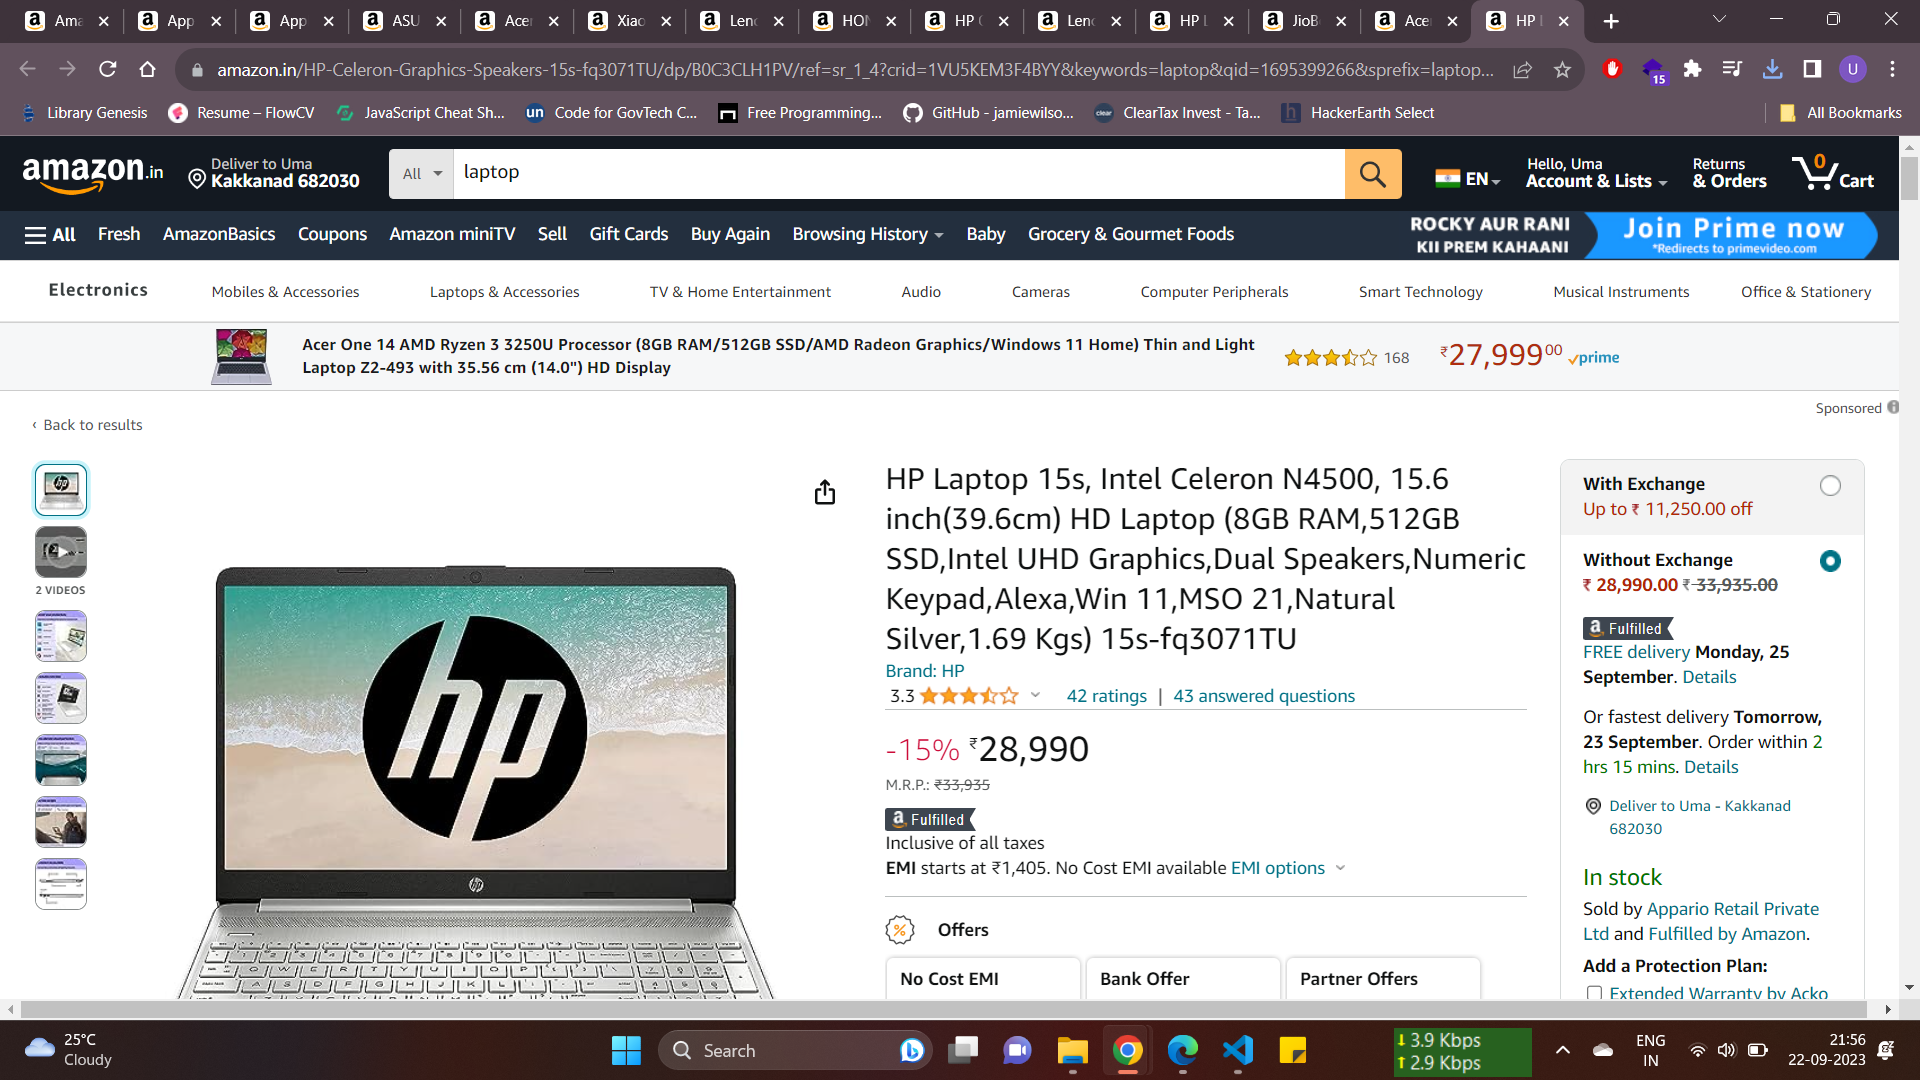 Ama
App
App
ASU
Acer
Xiao
Leno
HON
HP
Leno
HP L
JioB
Acer
HP
amazon.in/HP-Celeron-Graphics-Speakers-15s-fq3071TU/dp/B0C3CLH1PV/ref=sr_1_4?crid=1VU5KEM3F4BYY&keywords=laptop&qid=1695399266&sprefix=laptop...
15
U
Library Genesis
Resume – FlowCV
JavaScript Cheat Sh...
un Code for GovTech C...
Free Programming...
GitHub - jamiewilso...
clear ClearTax Invest - Ta...
h HackerEarth Select
All Bookmarks
amazon.in
Deliver to Uma
Kakkanad 682030
All
laptop
EN
Hello, Uma
Account & Lists
Returns
& Orders
0
Cart
All Fresh AmazonBasics Coupons Amazon miniTV Sell Gift Cards Buy Again Browsing History Baby Grocery & Gourmet Foods
ROCKY AUR RANI
KII PREM KAHAANI
Join Prime now
*Redirects to primevideo.com
Electronics Mobiles & Accessories Laptops & Accessories TV & Home Entertainment Audio Cameras Computer Peripherals Smart Technology Musical Instruments Office & Stationery
Acer One 14 AMD Ryzen 3 3250U Processor (8GB RAM/512GB SSD/AMD Radeon Graphics/Windows 11 Home) Thin and Light
Laptop Z2-493 with 35.56 cm (14.0") HD Display
168
₹27,99900 prime
Sponsored
‹ Back to results
2 VIDEOS
hp
hp
HP Laptop 15s, Intel Celeron N4500, 15.6
inch(39.6cm) HD Laptop (8GB RAM,512GB
SSD,Intel UHD Graphics,Dual Speakers,Numeric
Keypad,Alexa,Win 11,MSO 21,Natural
Silver,1.69 Kgs) 15s-fq3071TU
Brand: HP
3.3 42 ratings | 43 answered questions
-15% ₹28,990
M.R.P.: ₹33,935
a Fulfilled
Inclusive of all taxes
EMI starts at ₹1,405. No Cost EMI available EMI options
% Offers
No Cost EMI
Bank Offer
Partner Offers
With Exchange
Up to ₹ 11,250.00 off
Without Exchange
₹ 28,990.00 ₹ 33,935.00
a Fulfilled
FREE delivery Monday, 25
September. Details
Or fastest delivery Tomorrow,
23 September. Order within 2
hrs 15 mins. Details
Deliver to Uma - Kakkanad
682030
In stock
Sold by Appario Retail Private
Ltd and Fulfilled by Amazon.
Add a Protection Plan:
Extended Warranty by Acko
25°C
Cloudy
Search
3.9 Kbps
2.9 Kbps
ENG
IN
21:56
22-09-2023